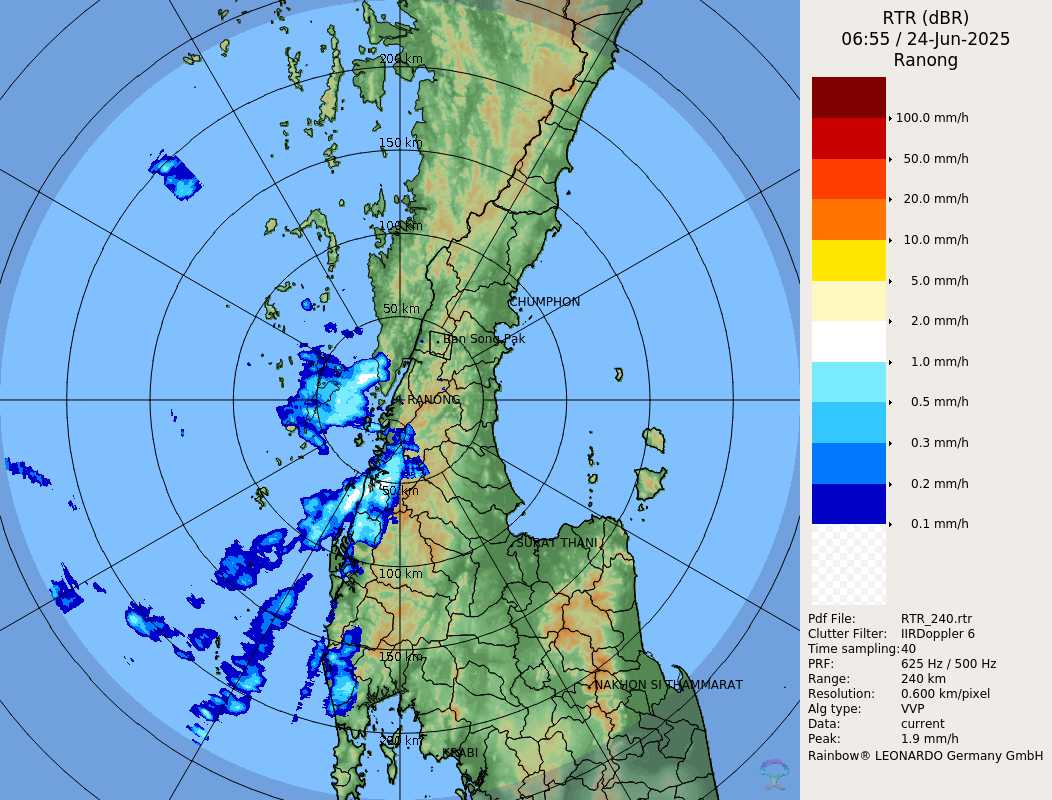 RTR (dBR)
06:55 / 24-Jun-2025
Ranong
200 km
150 km
100 km
50 km
CHUMPHON
Ban Song Pak
RANONG
50 km
SURAT THANI
100 km
150 km
NAKHON SI THAMMARAT
200 km
KRABI
100.0 mm/h
50.0 mm/h
20.0 mm/h
10.0 mm/h
5.0 mm/h
2.0 mm/h
1.0 mm/h
0.5 mm/h
0.3 mm/h
0.2 mm/h
0.1 mm/h
Pdf File: RTR_240.rtr
Clutter Filter: IIRDoppler 6
Time sampling:40
PRF: 625 Hz / 500 Hz
Range: 240 km
Resolution: 0.600 km/pixel
Alg type: VVP
Data: current
Peak: 1.9 mm/h
Rainbow® LEONARDO Germany GmbH